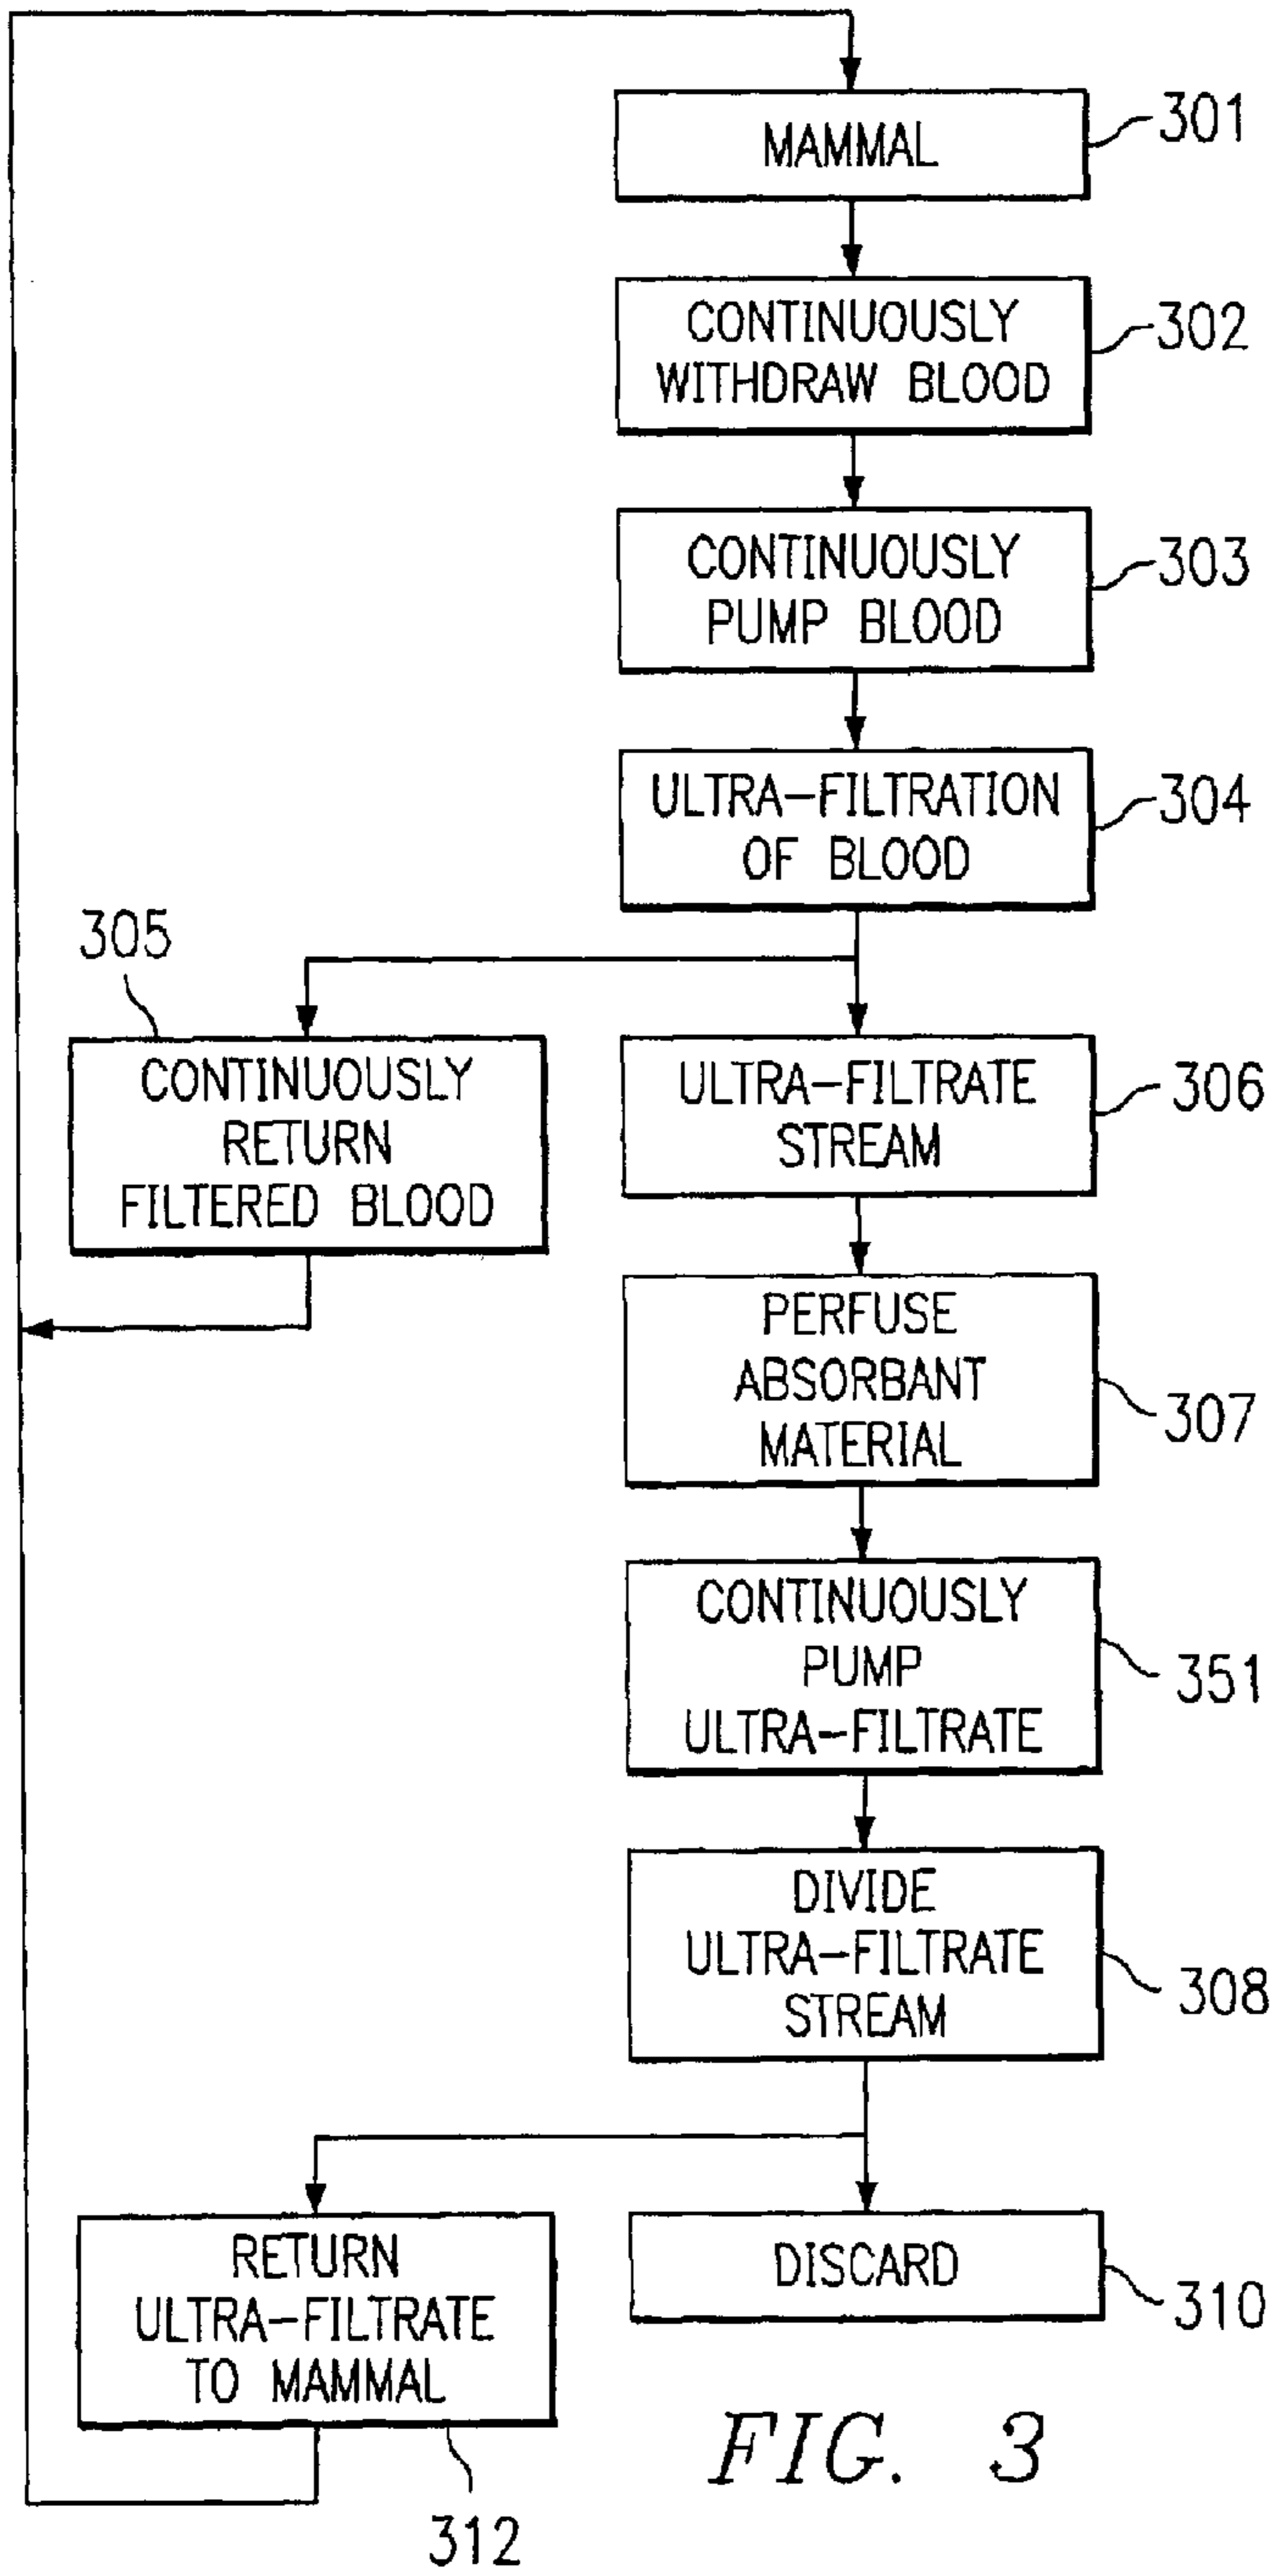 MAMMAL
301
CONTINUOUSLY
WITHDRAW BLOOD
302
CONTINUOUSLY
PUMP BLOOD
303
ULTRA-FILTRATION
OF BLOOD
304
305
CONTINUOUSLY
RETURN
FILTERED BLOOD
ULTRA-FILTRATE
STREAM
306
PERFUSE
ABSORBANT
MATERIAL
307
CONTINUOUSLY
PUMP
ULTRA-FILTRATE
351
DIVIDE
ULTRA-FILTRATE
STREAM
308
RETURN
ULTRA-FILTRATE
TO MAMMAL
312
DISCARD
310
FIG. 3